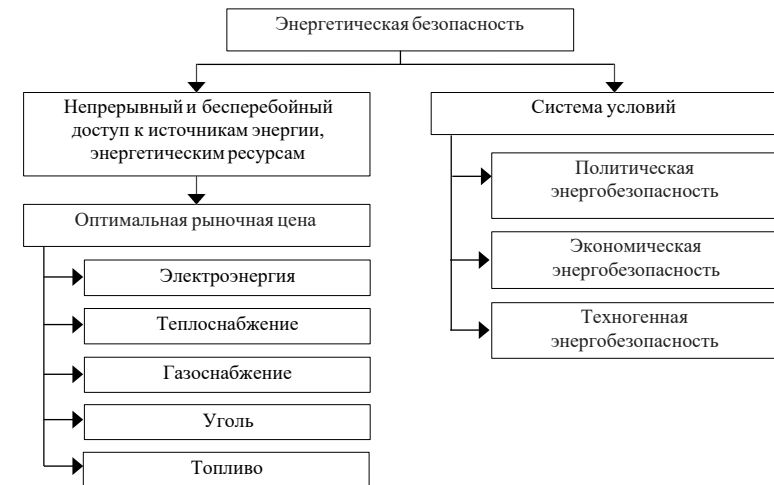 Энергетическая безопасность
Непрерывный и бесперебойный
доступ к источникам энергии,
энергетическим ресурсам
Оптимальная рыночная цена
Электроэнергия
Теплоснабжение
Газоснабжение
Уголь
Топливо
Система условий
Политическая
энергобезопасность
Экономическая
энергобезопасность
Техногенная
энергобезопасность